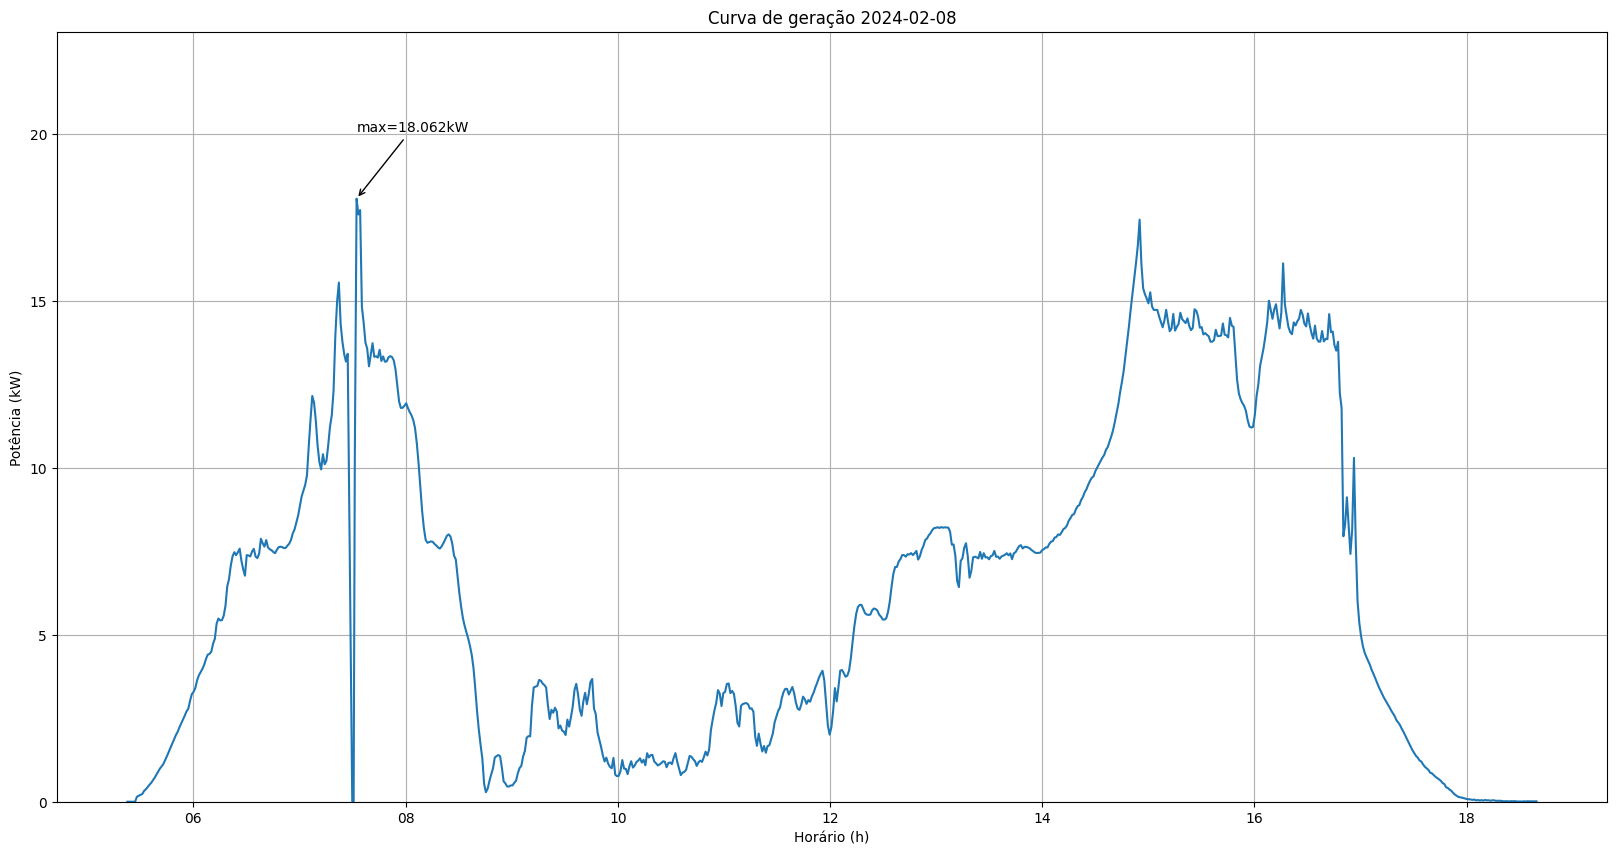 Curva de geração 2024-02-08
max=18.062kW
Potência (kW)
20
15
10
5
0
06 08 10 12 14 16 18
Horário (h)